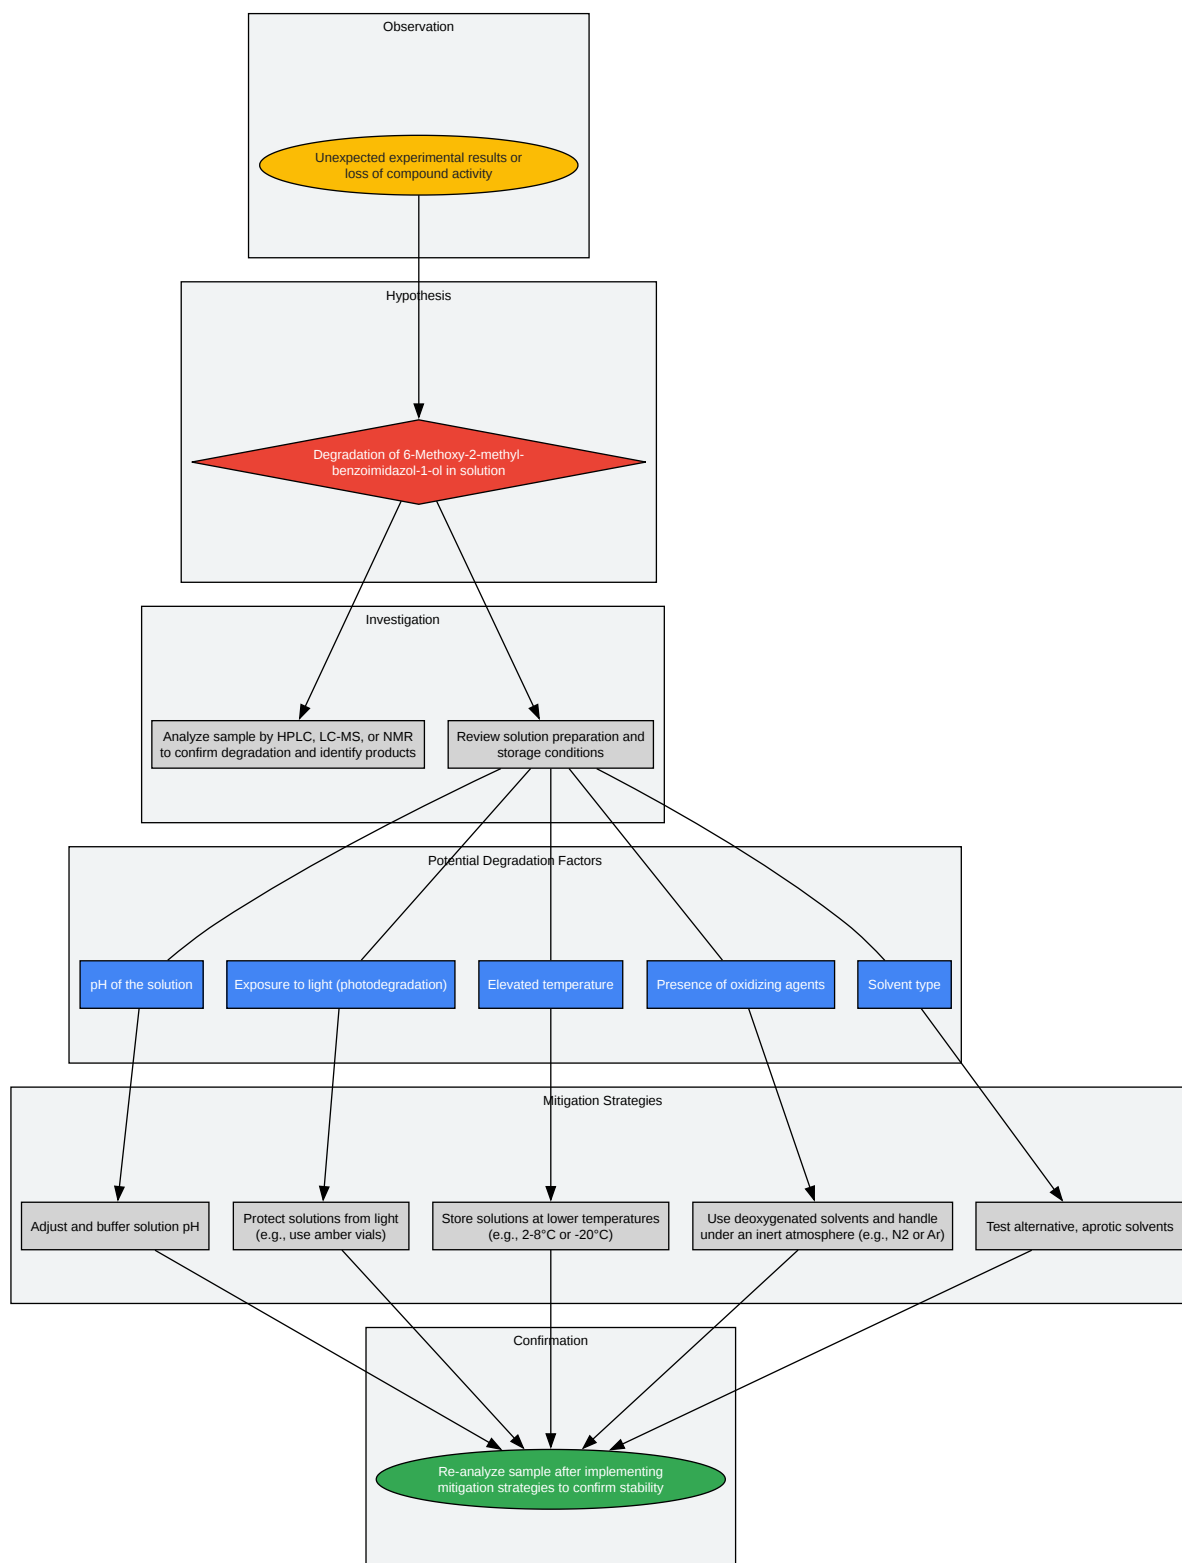 Observation
Unexpected experimental results or
loss of compound activity
Hypothesis
Degradation of 6-Methoxy-2-methyl-
benzoimidazol-1-ol in solution
Investigation
Analyze sample by HPLC, LC-MS, or NMR
to confirm degradation and identify products
Review solution preparation and
storage conditions
Potential Degradation Factors
pH of the solution
Exposure to light (photodegradation)
Elevated temperature
Presence of oxidizing agents
Solvent type
Mitigation Strategies
Adjust and buffer solution pH
Protect solutions from light
(e.g., use amber vials)
Store solutions at lower temperatures
(e.g., 2-8°C or -20°C)
Use deoxygenated solvents and handle
under an inert atmosphere (e.g., N2 or Ar)
Test alternative, aprotic solvents
Confirmation
Re-analyze sample after implementing
mitigation strategies to confirm stability